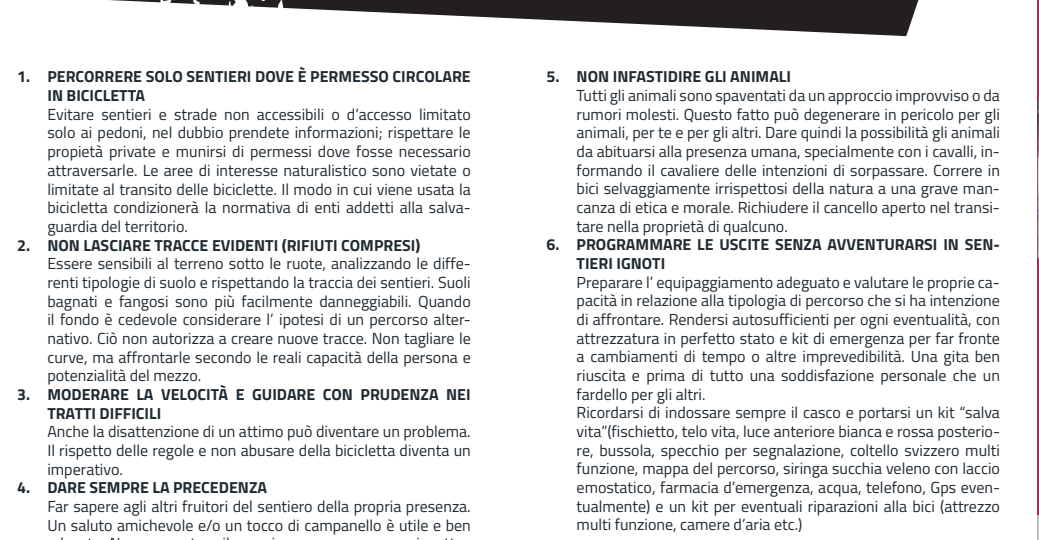 1. PERCORRERE SOLO SENTIERI DOVE È PERMESSO CIRCOLARE
IN BICICLETTA
Evitare sentieri e strade non accessibili o d'accesso limitato
solo ai pedoni, nel dubbio prendete informazioni; rispettare le
propietà private e munirsi di permessi dove fosse necessario
attraversarle. Le aree di interesse naturalistico sono vietate o
limitate al transito delle biciclette. Il modo in cui viene usata la
bicicletta condizionerà la normativa di enti addetti alla salva-
guardia del territorio.
2. NON LASCIARE TRACCE EVIDENTI (RIFIUTI COMPRESI)
Essere sensibili al terreno sotto le ruote, analizzando le diffe-
renti tipologie di suolo e rispettando la traccia dei sentieri. Suoli
bagnati e fangosi sono più facilmente danneggiabili. Quando
il fondo è cedevole considerare l' ipotesi di un percorso alter-
nativo. Ciò non autorizza a creare nuove tracce. Non tagliare le
curve, ma affrontarle secondo le reali capacità della persona e
potenzialità del mezzo.
3. MODERARE LA VELOCITÀ E GUIDARE CON PRUDENZA NEI
TRATTI DIFFICILI
Anche la disattenzione di un attimo può diventare un problema.
Il rispetto delle regole e non abusare della bicicletta diventa un
imperativo.
4. DARE SEMPRE LA PRECEDENZA
Far sapere agli altri fruitori del sentiero della propria presenza.
Un saluto amichevole e/o un tocco di campanello è utile e ben
5. NON INFASTIDIRE GLI ANIMALI
Tutti gli animali sono spaventati da un approccio improvviso o da
rumori molesti. Questo fatto può degenerare in pericolo per gli
animali, per te e per gli altri. Dare quindi la possibilità gli animali
da abituarsi alla presenza umana, specialmente con i cavalli, in-
formando il cavaliere delle intenzioni di sorpassare. Correre in
bici selvaggiamente irrispettosi della natura a una grave man-
canza di etica e morale. Richiudere il cancello aperto nel transi-
tare nella proprietà di qualcuno.
6. PROGRAMMARE LE USCITE SENZA AVVENTURARSI IN SEN-
TIERI IGNOTI
Preparare l' equipaggiamento adeguato e valutare le proprie ca-
pacità in relazione alla tipologia di percorso che si ha intenzione
di affrontare. Rendersi autosufficienti per ogni eventualità, con
attrezzatura in perfetto stato e kit di emergenza per far fronte
a cambiamenti di tempo o altre imprevedibilità. Una gita ben
riuscita e prima di tutto una soddisfazione personale che un
fardello per gli altri.
Ricordarsi di indossare sempre il casco e portarsi un kit "salva
vita"(fischietto, telo vita, luce anteriore bianca e rossa posterio-
re, bussola, specchio per segnalazione, coltello svizzero multi
funzione, mappa del percorso, siringa succhia veleno con laccio
emostatico, farmacia d'emergenza, acqua, telefono, Gps even-
tualmente) e un kit per eventuali riparazioni alla bici (attrezzo
multi funzione, camere d'aria etc.)